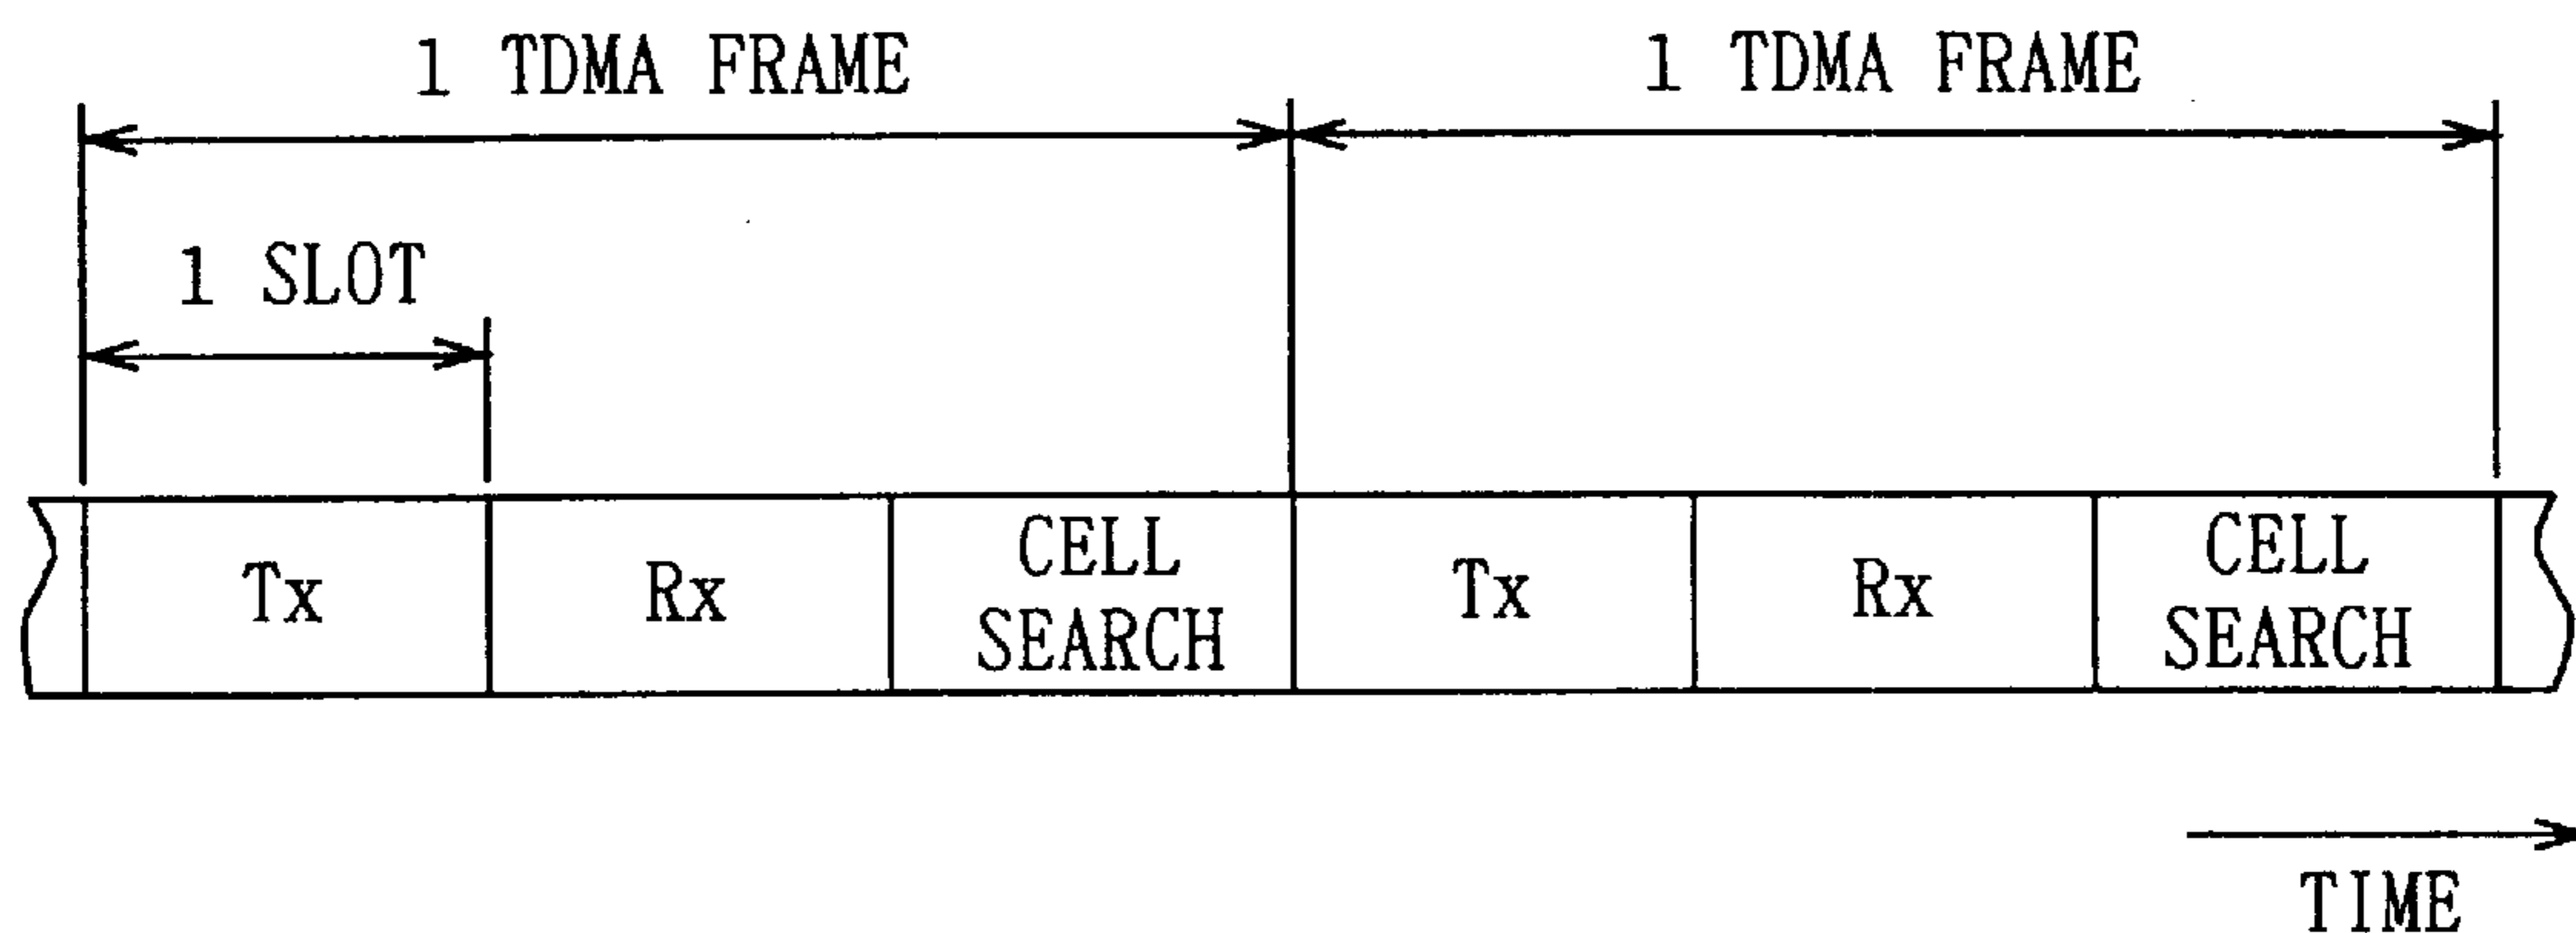 1 TDMA FRAME
1 TDMA FRAME
1 SLOT
Tx
Rx
CELL
SEARCH
Tx
Rx
CELL
SEARCH
TIME